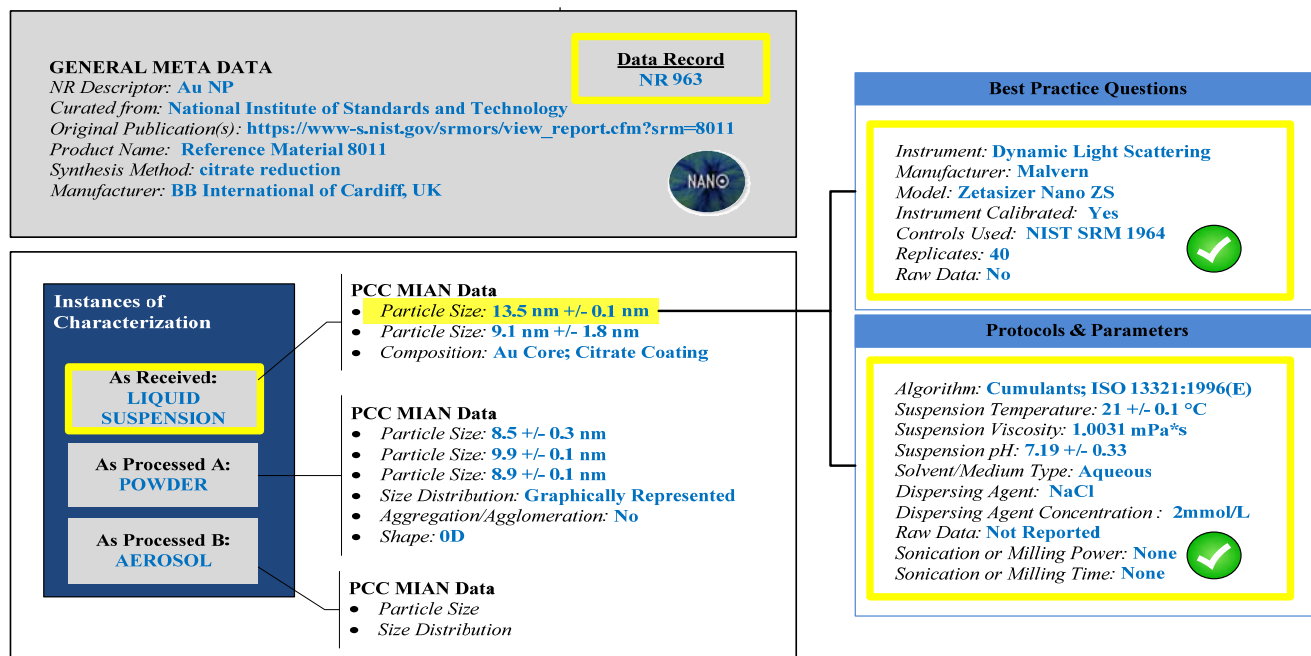 GENERAL META DATA
NR Descriptor: Au NP
Curated from: National Institute of Standards and Technology
Original Publication(s): https://www-s.nist.gov/srmors/view_report.cfm?srm=8011
Product Name: Reference Material 8011
Synthesis Method: citrate reduction
Manufacturer: BB International of Cardiff, UK
Data Record
NR 963
NANO
Instances of
Characterization
As Received:
LIQUID
SUSPENSION
As Processed A:
POWDER
As Processed B:
AEROSOL
PCC MIAN Data
• Particle Size: 13.5 nm +/- 0.1 nm
• Particle Size: 9.1 nm +/- 1.8 nm
• Composition: Au Core; Citrate Coating
PCC MIAN Data
• Particle Size: 8.5 +/- 0.3 nm
• Particle Size: 9.9 +/- 0.1 nm
• Particle Size: 8.9 +/- 0.1 nm
• Size Distribution: Graphically Represented
• Aggregation/Agglomeration: No
• Shape: 0D
PCC MIAN Data
• Particle Size
• Size Distribution
Best Practice Questions
Instrument: Dynamic Light Scattering
Manufacturer: Malvern
Model: Zetasizer Nano ZS
Instrument Calibrated: Yes
Controls Used: NIST SRM 1964
Replicates: 40
Raw Data: No
Protocols & Parameters
Algorithm: Cumulants; ISO 13321:1996(E)
Suspension Temperature: 21 +/- 0.1 °C
Suspension Viscosity: 1.0031 mPa*s
Suspension pH: 7.19 +/- 0.33
Solvent/Medium Type: Aqueous
Dispersing Agent: NaCl
Dispersing Agent Concentration : 2mmol/L
Raw Data: Not Reported
Sonication or Milling Power: None
Sonication or Milling Time: None